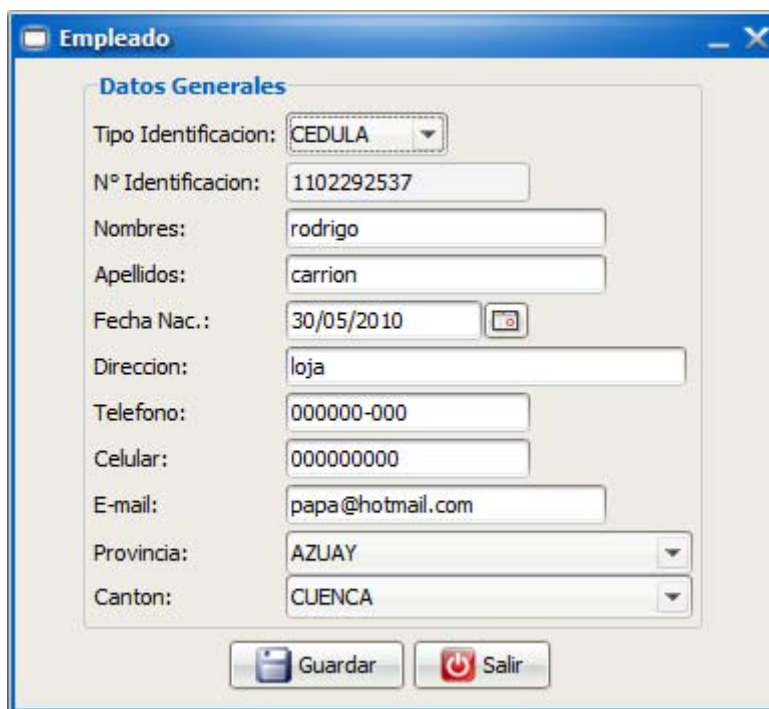 Empleado
Datos Generales
Tipo Identificacion: CEDULA
N° Identificacion: 1102292537
Nombres: rodrigo
Apellidos: carrion
Fecha Nac.: 30/05/2010
Direccion: loja
Telefono: 000000-000
Celular: 000000000
E-mail: papa@hotmail.com
Provincia: AZUAY
Canton: CUENCA
Guardar Salir